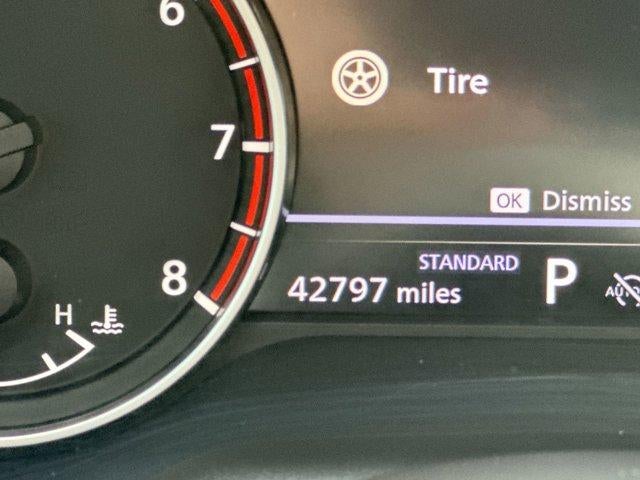 6
7
8
H
Tire
OK Dismiss
STANDARD
42797 miles
P